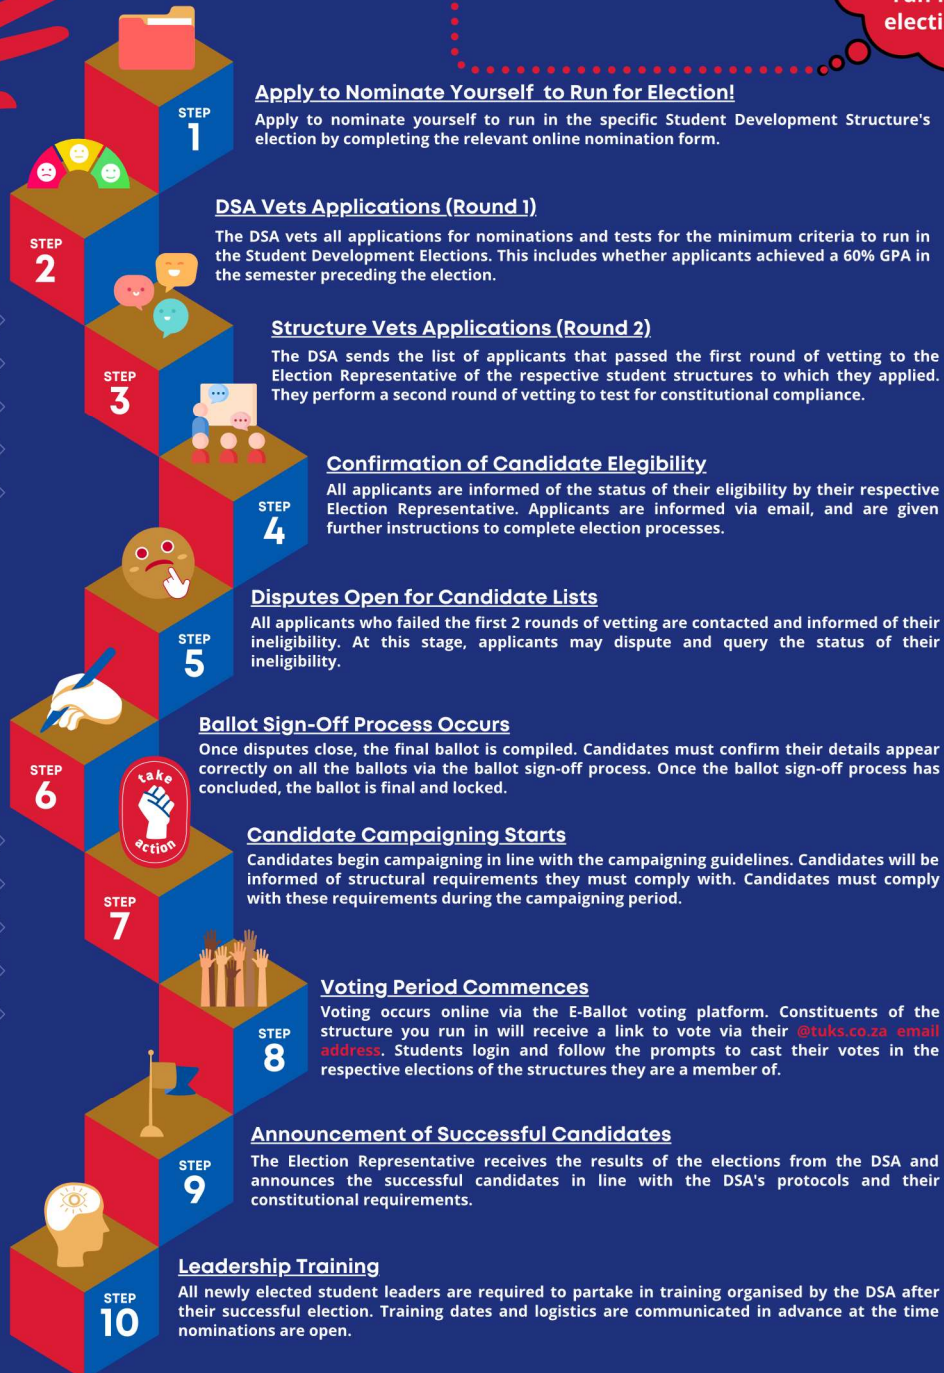 electi
STEP
1
Apply to Nominate Yourself to Run for Election!
Apply to nominate yourself to run in the specific Student Development Structure's
election by completing the relevant online nomination form.
STEP
2
DSA Vets Applications (Round 1)
The DSA vets all applications for nominations and tests for the minimum criteria to run in
the Student Development Elections. This includes whether applicants achieved a 60% GPA in
the semester preceding the election.
STEP
3
Structure Vets Applications (Round 2)
The DSA sends the list of applicants that passed the first round of vetting to the
Election Representative of the respective student structures to which they applied.
They perform a second round of vetting to test for constitutional compliance.
STEP
4
Confirmation of Candidate Elegibility
All applicants are informed of the status of their eligibility by their respective
Election Representative. Applicants are informed via email, and are given
further instructions to complete election processes.
STEP
5
Disputes Open for Candidate Lists
All applicants who failed the first 2 rounds of vetting are contacted and informed of their
ineligibility. At this stage, applicants may dispute and query the status of their
ineligibility.
STEP
6
Ballot Sign-Off Process Occurs
Once disputes close, the final ballot is compiled. Candidates must confirm their details appear
correctly on all the ballots via the ballot sign-off process. Once the ballot sign-off process has
concluded, the ballot is final and locked.
take
action
STEP
7
Candidate Campaigning Starts
Candidates begin campaigning in line with the campaigning guidelines. Candidates will be
informed of structural requirements they must comply with. Candidates must comply
with these requirements during the campaigning period.
STEP
8
Voting Period Commences
Voting occurs online via the E-Ballot voting platform. Constituents of the
structure you run in will receive a link to vote via their @tuks.co.za email
address. Students login and follow the prompts to cast their votes in the
respective elections of the structures they are a member of.
STEP
9
Announcement of Successful Candidates
The Election Representative receives the results of the elections from the DSA and
announces the successful candidates in line with the DSA's protocols and their
constitutional requirements.
STEP
10
Leadership Training
All newly elected student leaders are required to partake in training organised by the DSA after
their successful election. Training dates and logistics are communicated in advance at the time
nominations are open.